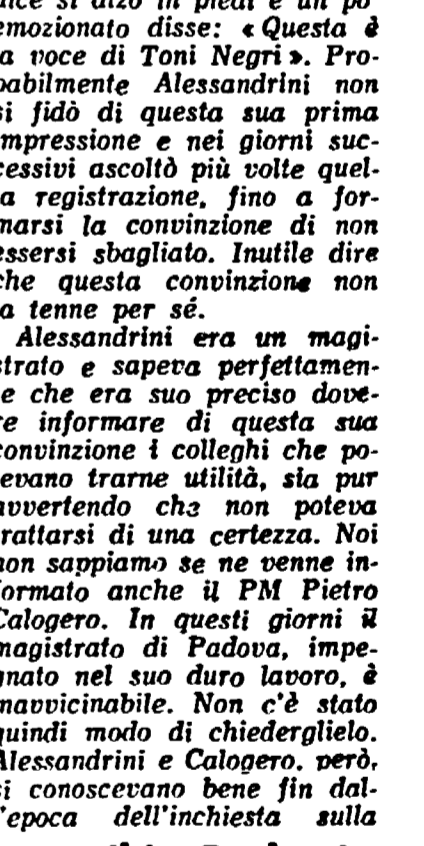 si alzò in piedi e un po'
emozionato disse: « Questa è
a voce di Toni Negri ». Pro-
babilmente Alessandrini non
si fidò di questa sua prima
impressione e nei giorni suc-
cessivi ascoltò più volte quel-
a registrazione, fino a for-
marsi la convinzione di non
essersi sbagliato. Inutile dire
che questa convinzione non
a tenne per sé.
Alessandrini era un magi-
strato e sapeva perfettamen-
e che era suo preciso dove-
re informare di questa sua
convinzione i colleghi che po-
evano trarne utilità, sia pur
avvertendo che non poteva
rattarsi di una certezza. Noi
non sappiamo se ne venne in-
formato anche il PM Pietro
Calogero. In questi giorni il
magistrato di Padova, impe-
gnato nel suo duro lavoro, è
inavvicinabile. Non c'è stato
quindi modo di chiederglielo.
Alessandrini e Calogero, però,
si conoscevano bene fin dal-
l'epoca dell'inchiesta sulla